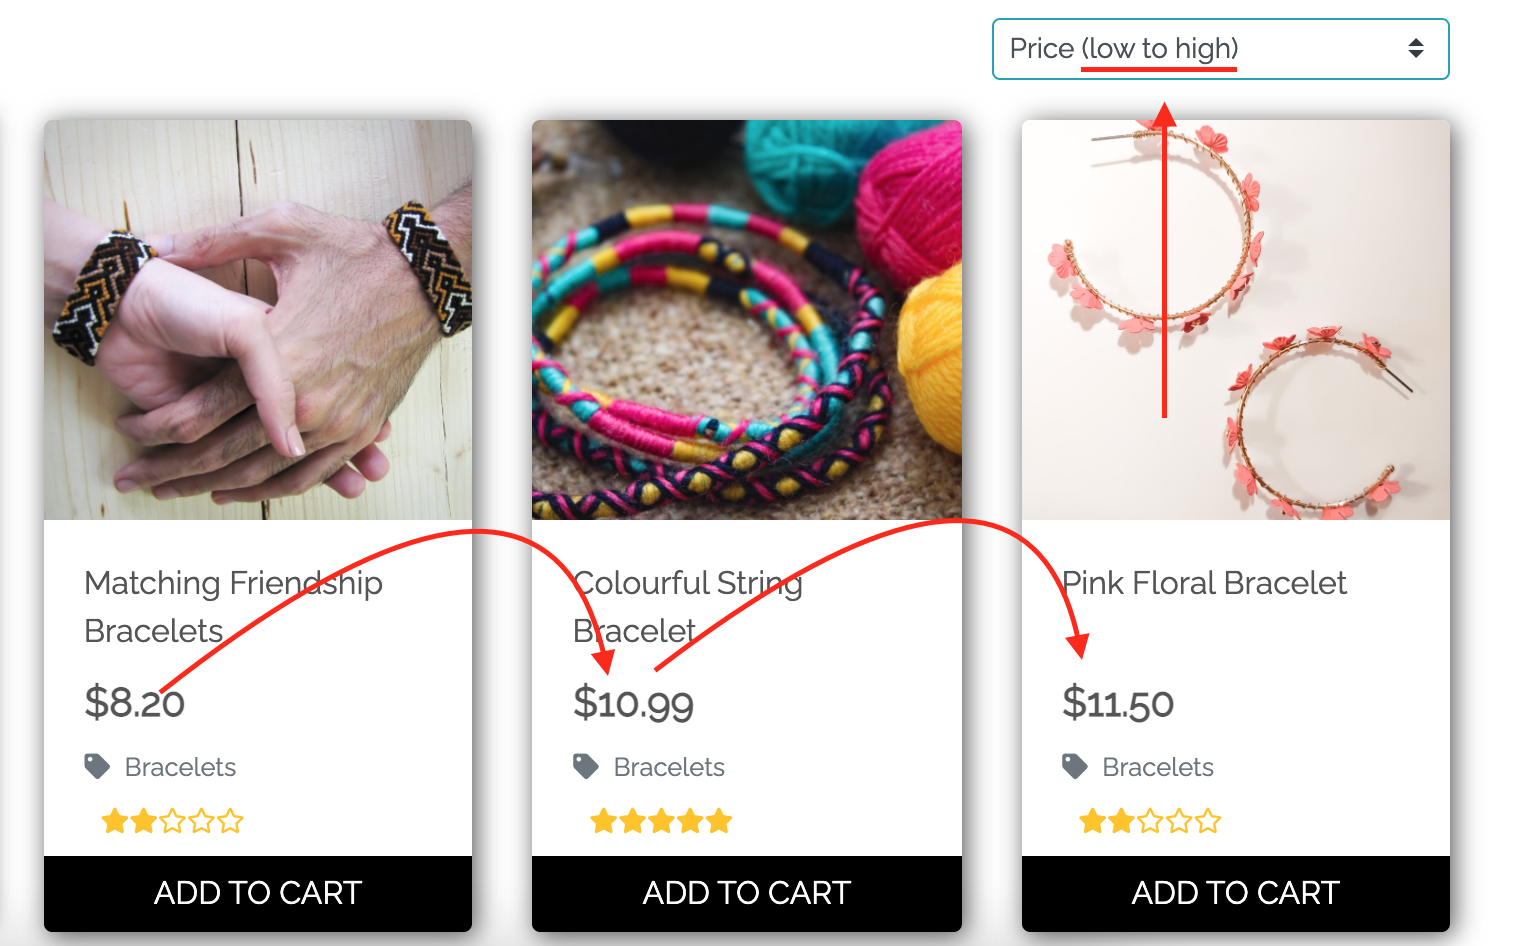 Price (low to high)
Matching Friendship
Bracelets
$8.20
Bracelets
ADD TO CART
Colourful String
Bracelet
$10.99
Bracelets
ADD TO CART
Pink Floral Bracelet
$11.50
Bracelets
ADD TO CART